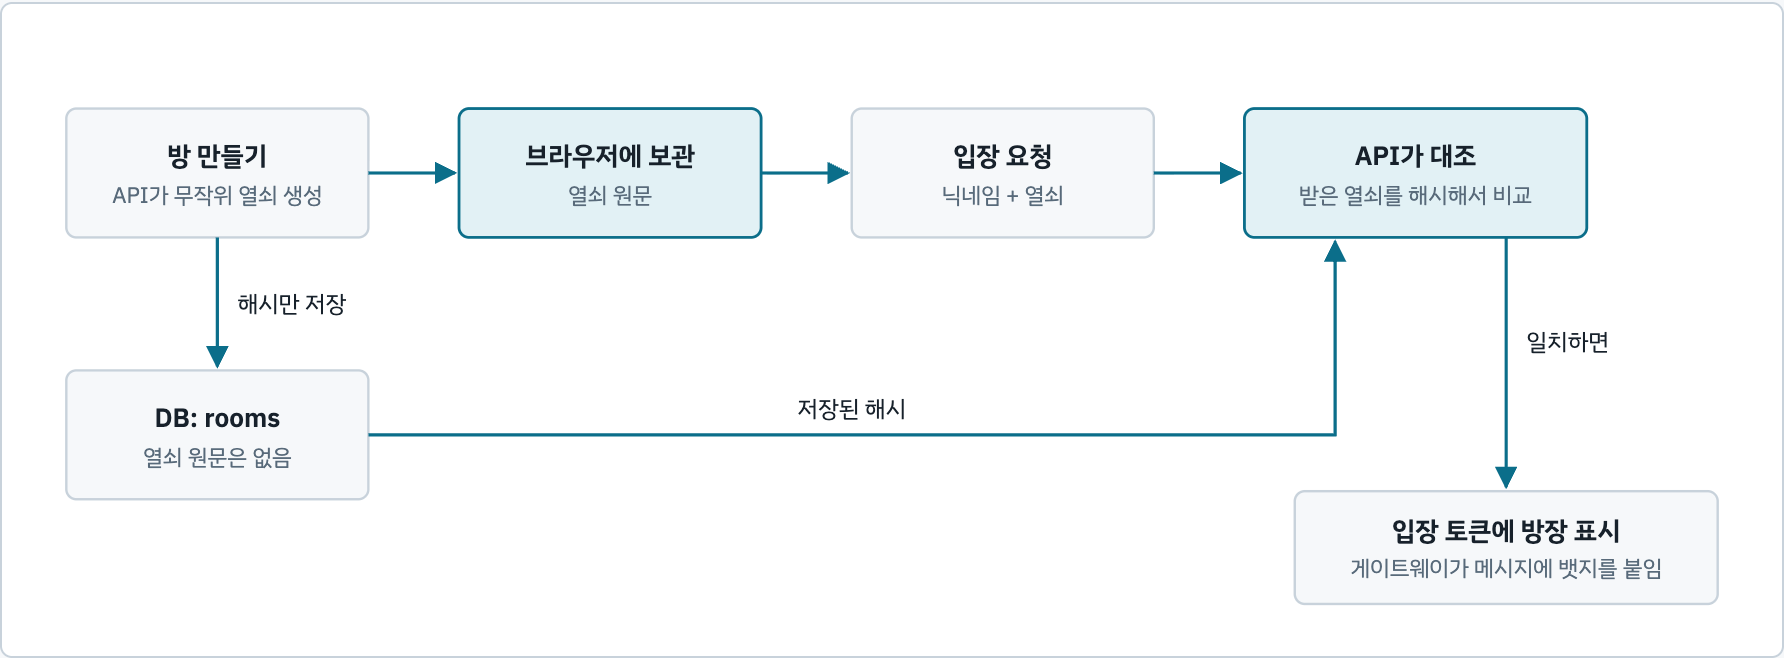 방 만들기
API가 무작위 열쇠 생성
브라우저에 보관
열쇠 원문
입장 요청
닉네임 + 열쇠
API가 대조
받은 열쇠를 해시해서 비교
해시만 저장
일치하면
DB: rooms
열쇠 원문은 없음
저장된 해시
입장 토큰에 방장 표시
게이트웨이가 메시지에 뱃지를 붙임